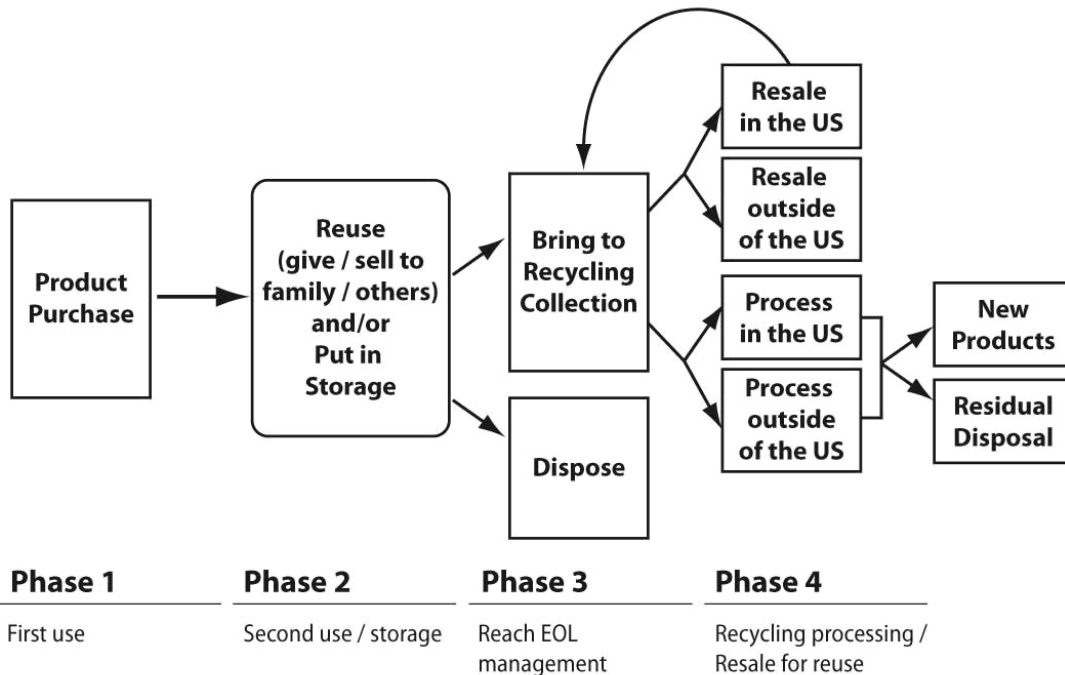 Product
Purchase
Reuse
(give / sell to
family / others)
and/or
Put in
Storage
Bring to
Recycling
Collection
Dispose
Resale
in the US
Resale
outside
of the US
Process
in the US
Process
outside
of the US
New
Products
Residual
Disposal
Phase 1
First use
Phase 2
Second use / storage
Phase 3
Reach EOL
management
Phase 4
Recycling processing /
Resale for reuse